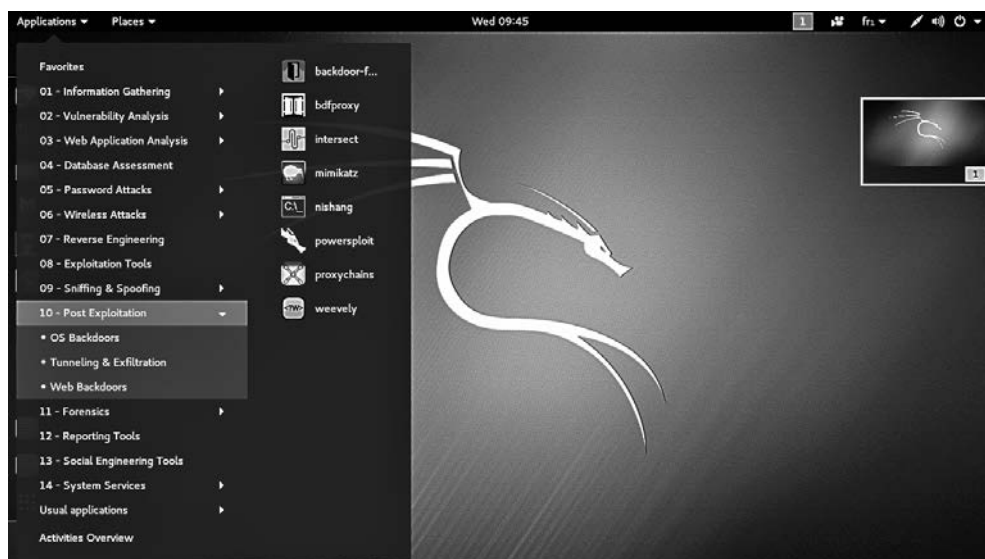 Applications Places Wed 09:45 1 fr₁
Favorites
01 - Information Gathering
02 - Vulnerability Analysis
03 - Web Application Analysis
04 - Database Assessment
05 - Password Attacks
06 - Wireless Attacks
07 - Reverse Engineering
08 - Exploitation Tools
09 - Sniffing & Spoofing
10 - Post Exploitation
• OS Backdoors
• Tunneling & Exfiltration
• Web Backdoors
11 - Forensics
12 - Reporting Tools
13 - Social Engineering Tools
14 - System Services
Usual applications
Activities Overview
backdoor-f...
bdfproxy
intersect
mimikatz
C:\_ nishang
powersploit
proxychains
<TW> weevely
1